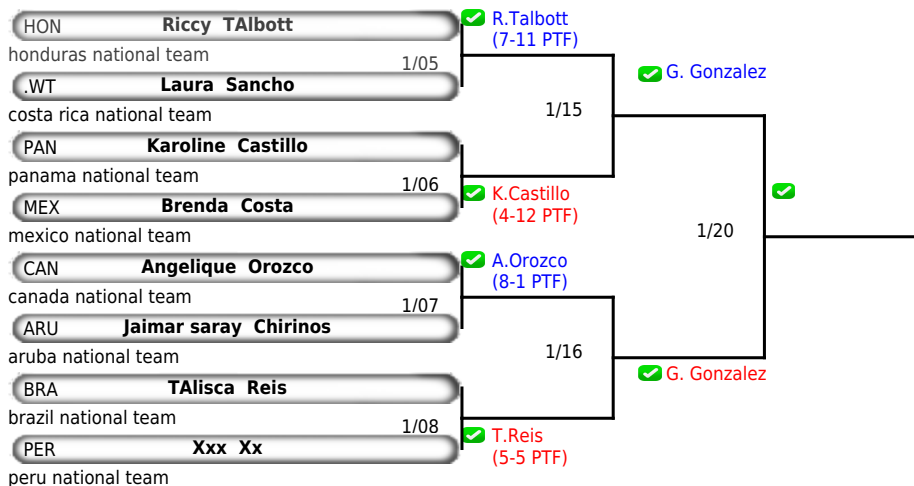 HON Riccy TAlbott
honduras national team
1/05
.WT Laura Sancho
costa rica national team
R.Talbott
(7-11 PTF)
1/15
G. Gonzalez
PAN Karoline Castillo
panama national team
1/06
MEX Brenda Costa
mexico national team
K.Castillo
(4-12 PTF)
1/20
CAN Angelique Orozco
canada national team
1/07
ARU Jaimar saray Chirinos
aruba national team
A.Orozco
(8-1 PTF)
1/16
G. Gonzalez
BRA TAlisca Reis
brazil national team
1/08
PER Xxx Xx
peru national team
T.Reis
(5-5 PTF)